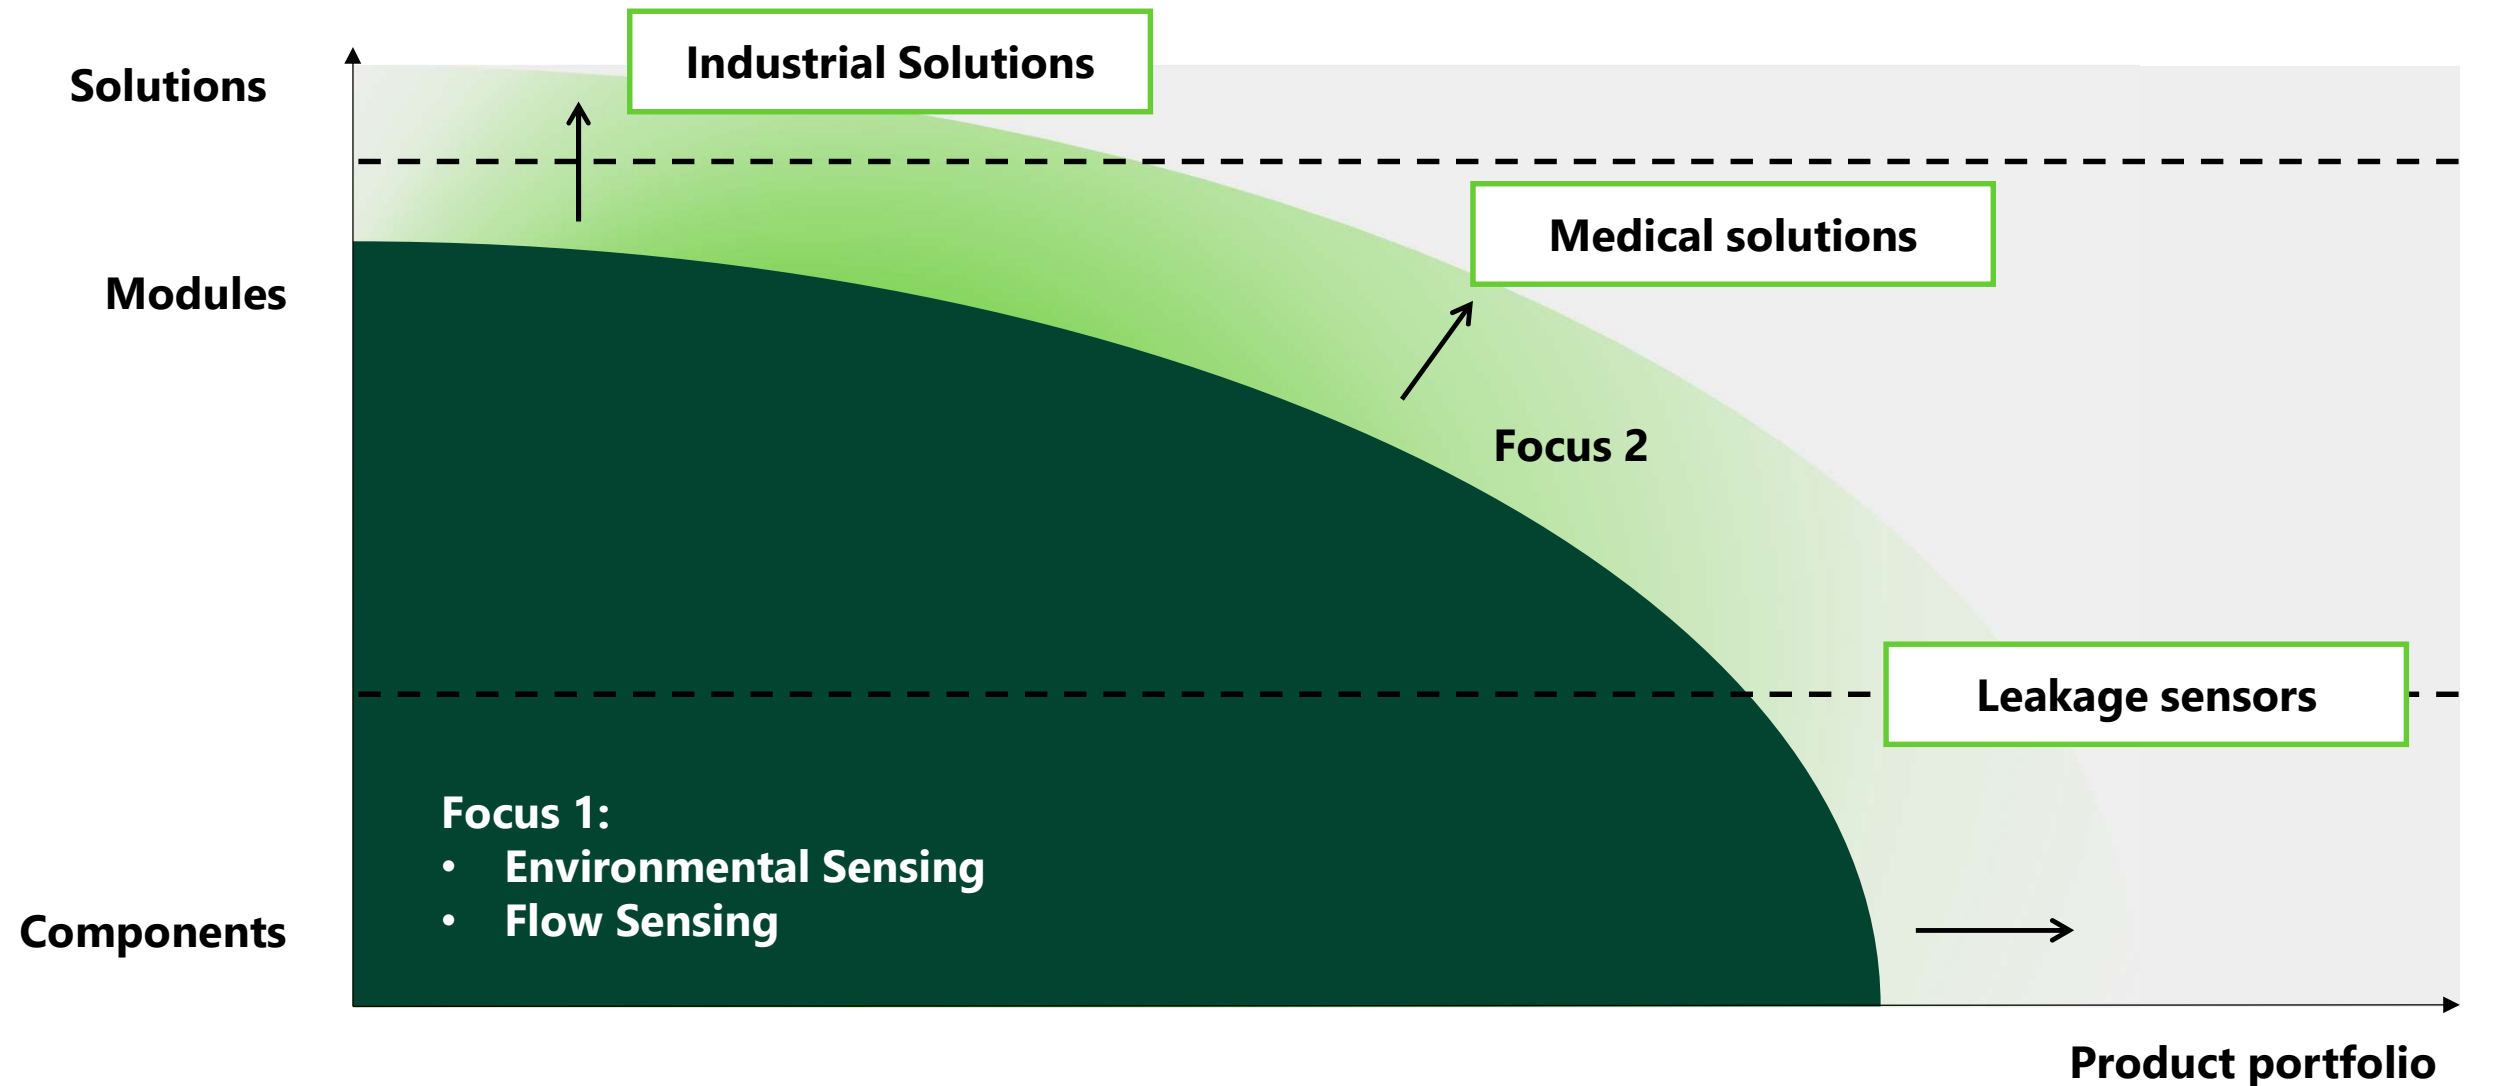 Industrial Solutions
Solutions
Medical solutions
Modules
Focus 2
Leakage sensors
Focus 1:
• Environmental Sensing
• Flow Sensing
Components
Product portfolio